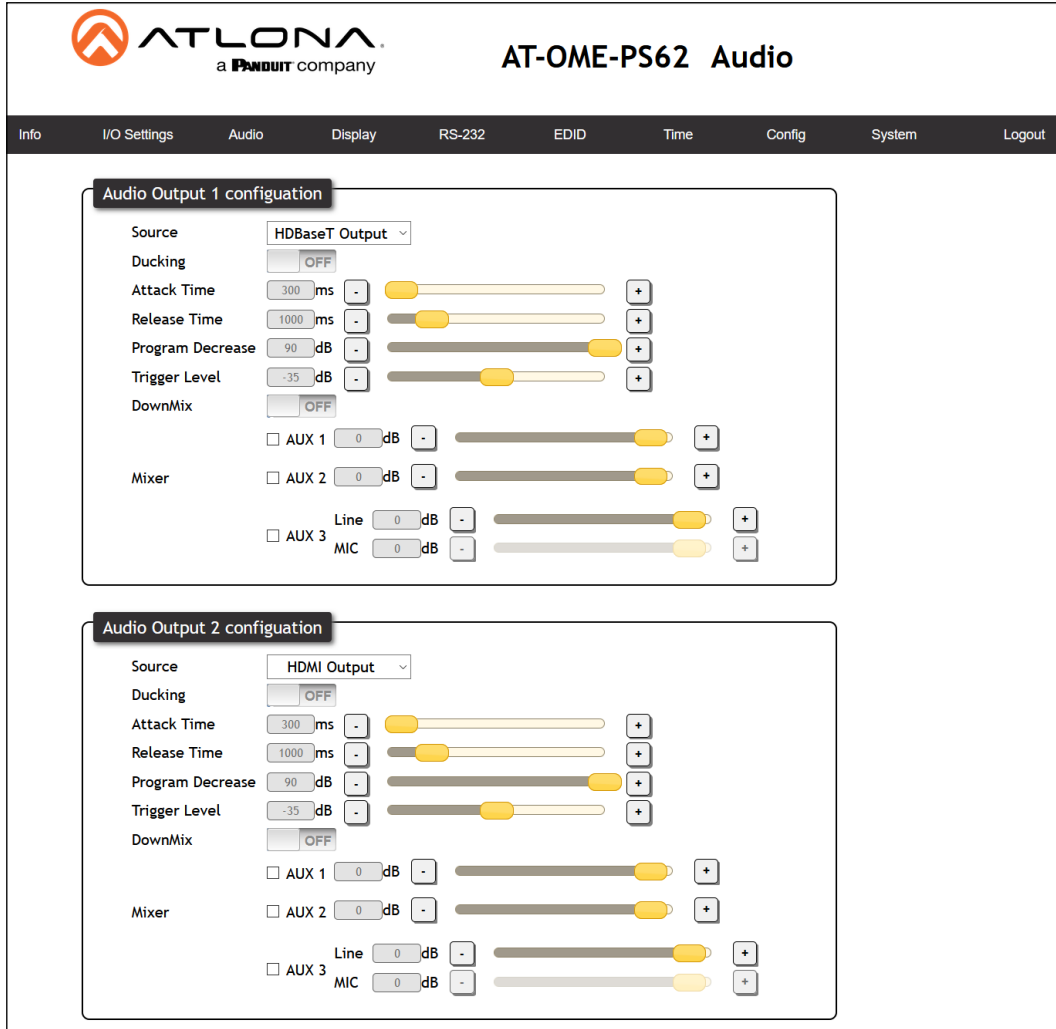 ATLONA.
a PANDUIT company
AT-OME-PS62 Audio
Info I/O Settings Audio Display RS-232 EDID Time Config System Logout
Audio Output 1 configuation
Source HDBaseT Output
Ducking OFF
Attack Time 300 ms - +
Release Time 1000 ms - +
Program Decrease 90 dB - +
Trigger Level -35 dB - +
DownMix OFF
AUX 1 0 dB - +
Mixer AUX 2 0 dB - +
Line 0 dB - +
AUX 3
MIC 0 dB - +
Audio Output 2 configuation
Source HDMI Output
Ducking OFF
Attack Time 300 ms - +
Release Time 1000 ms - +
Program Decrease 90 dB - +
Trigger Level -35 dB - +
DownMix OFF
AUX 1 0 dB - +
Mixer AUX 2 0 dB - +
Line 0 dB - +
AUX 3
MIC 0 dB - +